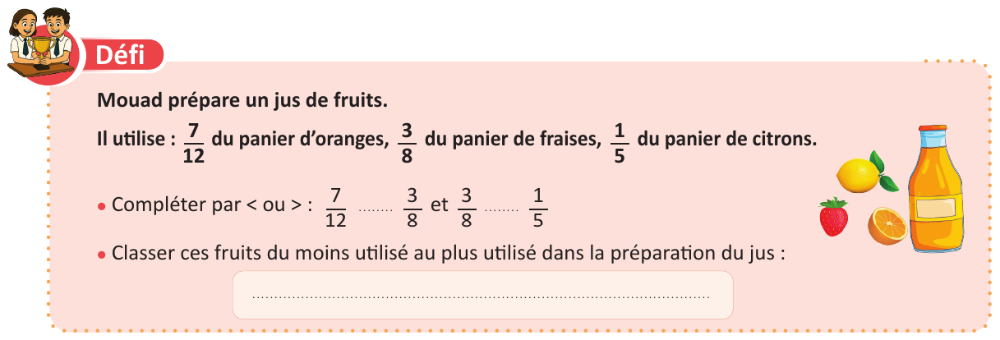 Défi
Mouad prépare un jus de fruits.
Il utilise : 7/12 du panier d’oranges, 3/8 du panier de fraises, 1/5 du panier de citrons.
• Compléter par < ou > : 7/12 ........ 3/8 et 3/8 ........ 1/5
• Classer ces fruits du moins utilisé au plus utilisé dans la préparation du jus :
..........................................................................................